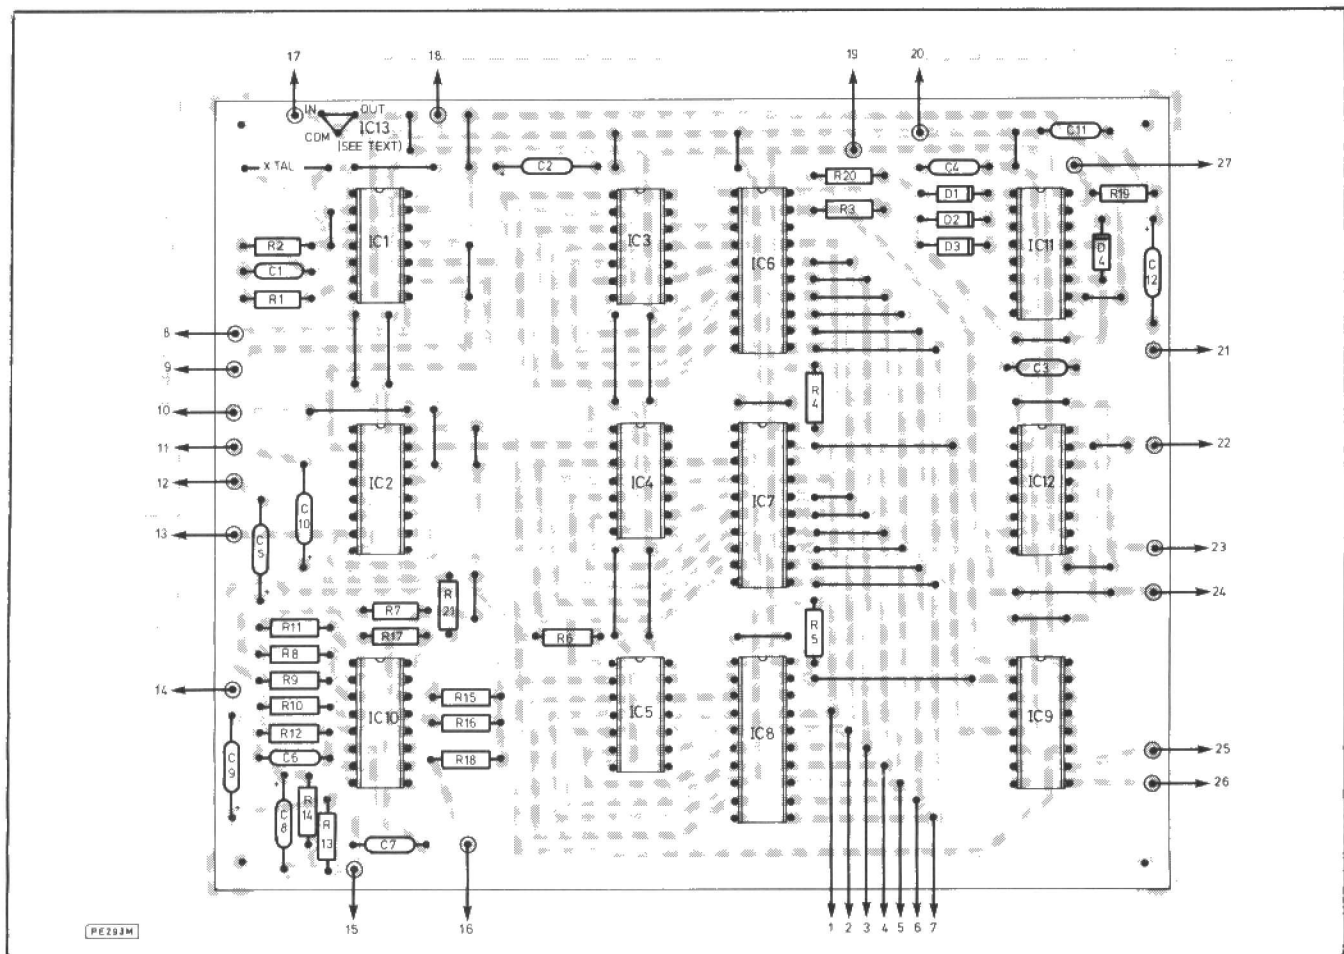 17 18 19 20
IN OUT
COM IC13
(SEE TEXT)
C11
X TAL C2 R20 C4 27
D1 R19
R3 D2
R2 IC1 IC3 IC6 D3 IC11 D4 C12
C1
R1
8
9 C3 21
R4
10
11 22
12 IC2 IC4 IC7 IC12
C10
13 C5 23
R21 24
R7
R11 R17 R6 R5
R8
R9
14 R10 IC10 R15 IC5 IC8 IC9
R16
R12
C9 C6 R18 25
26
C8 R14 R13
C7
15 16 1 2 3 4 5 6 7
PE293M